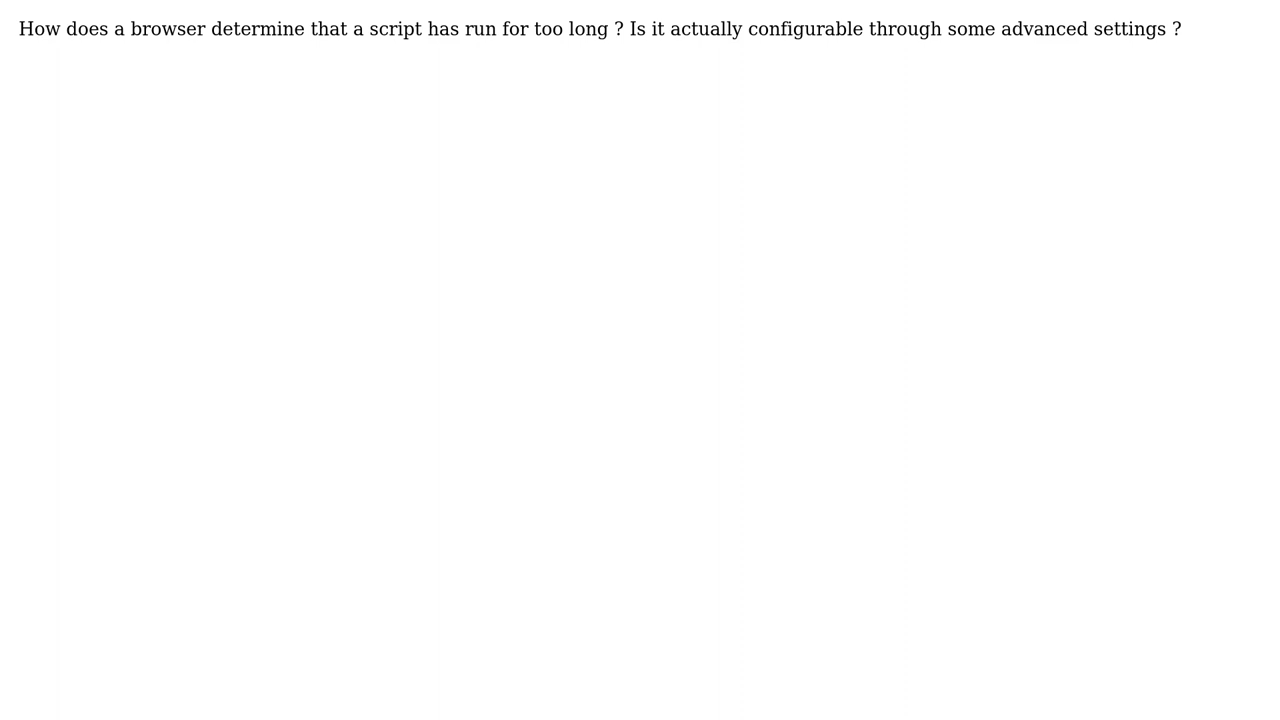 How does a browser determine that a script has run for too long ? Is it actually configurable through some advanced settings ?